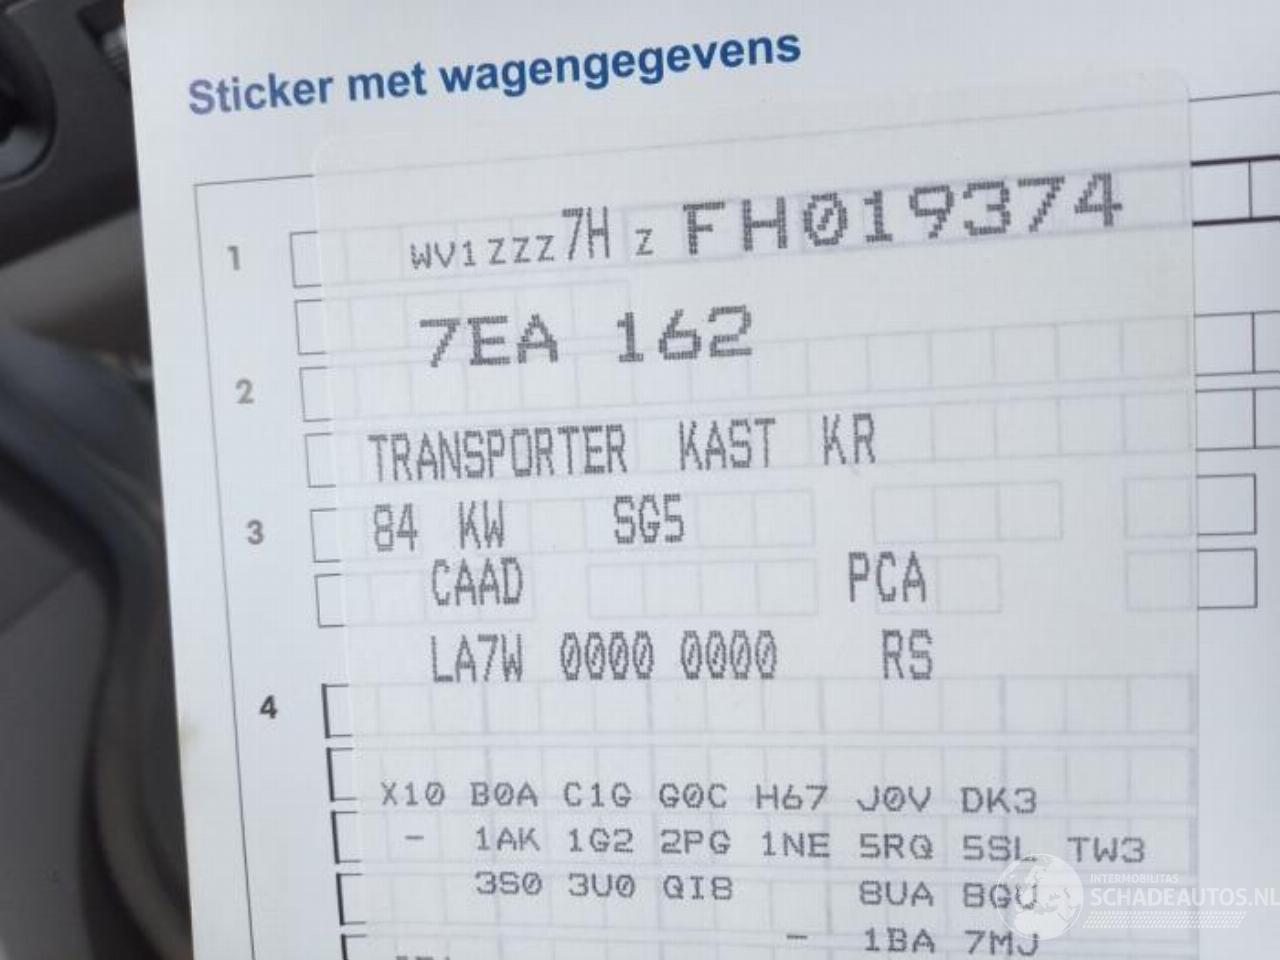 Sticker met wagengegevens
1 WV1ZZZ7HZFH019374
7EA 162
2
TRANSPORTER KAST KR
3 84 KW SG5
CAAD PCA
LA7W 0000 0000 RS
4
X10 B0A C1G G0C H67 J0V DK3
- 1AK 1G2 2PG 1NE 5RQ 5SL TW3
3S0 3U0 QI8 8UA 8GU
- 1BA 7MJ
INTERMOBILITAS
SCHADEAUTOS.NL